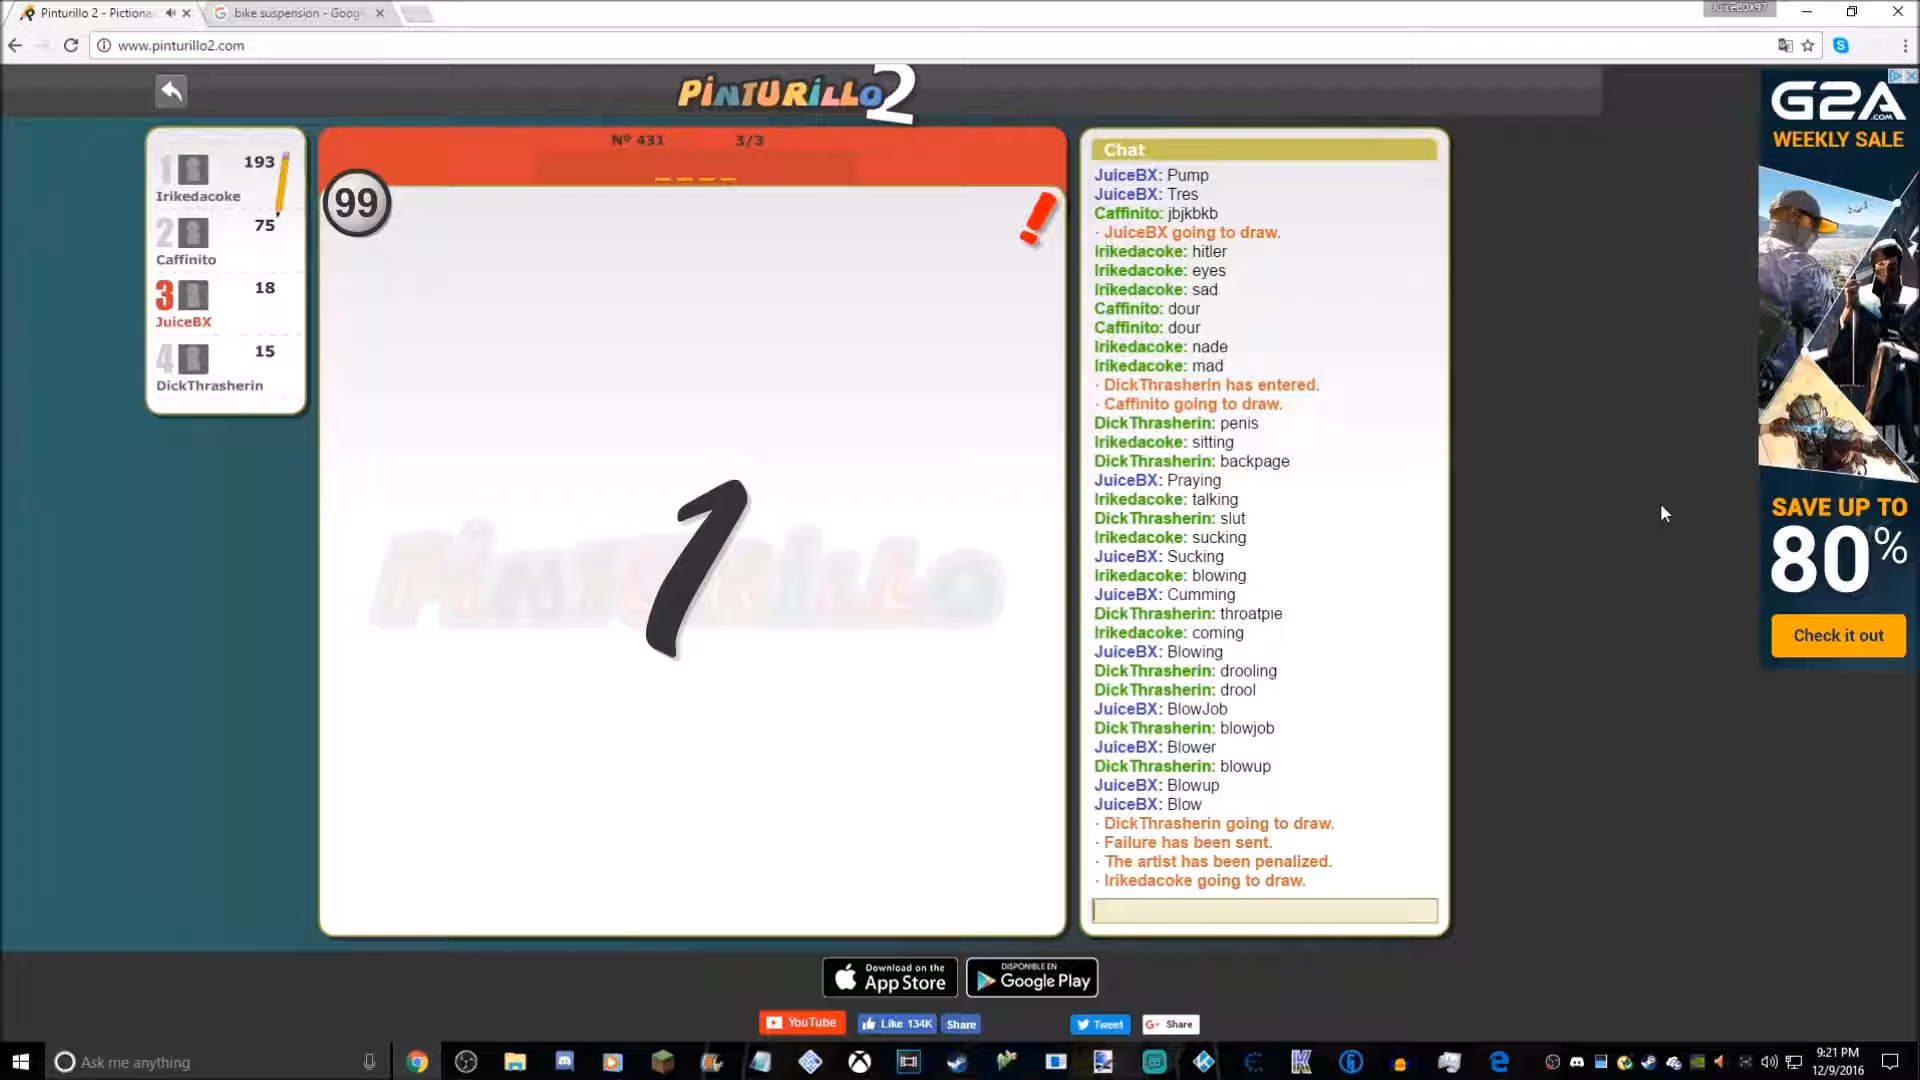 Pinturillo 2 - Pictiona
bike suspension - Goog
JuiceBOX97
www.pinturillo2.com
PiNTURiLLo2
Nº 431 3/3
99
1 193
Irikedacoke
2 75
Caffinito
3 18
JuiceBX
4 15
DickThrasherin
!
1
PiNTURiLLo
Chat
JuiceBX: Pump
JuiceBX: Tres
Caffinito: jbjkbkb
· JuiceBX going to draw.
Irikedacoke: hitler
Irikedacoke: eyes
Irikedacoke: sad
Caffinito: dour
Caffinito: dour
Irikedacoke: nade
Irikedacoke: mad
· DickThrasherin has entered.
· Caffinito going to draw.
DickThrasherin: penis
Irikedacoke: sitting
DickThrasherin: backpage
JuiceBX: Praying
Irikedacoke: talking
DickThrasherin: slut
Irikedacoke: sucking
JuiceBX: Sucking
Irikedacoke: blowing
JuiceBX: Cumming
DickThrasherin: throatpie
Irikedacoke: coming
JuiceBX: Blowing
DickThrasherin: drooling
DickThrasherin: drool
JuiceBX: BlowJob
DickThrasherin: blowjob
JuiceBX: Blower
DickThrasherin: blowup
JuiceBX: Blowup
JuiceBX: Blow
· DickThrasherin going to draw.
· Failure has been sent.
· The artist has been penalized.
· Irikedacoke going to draw.
G2A.COM
WEEKLY SALE
SAVE UP TO
80%
Check it out
Download on the
App Store
DISPONIBLE EN
Google Play
YouTube
Like 134K
Share
Tweet
G+ Share
Ask me anything
9:21 PM
12/9/2016